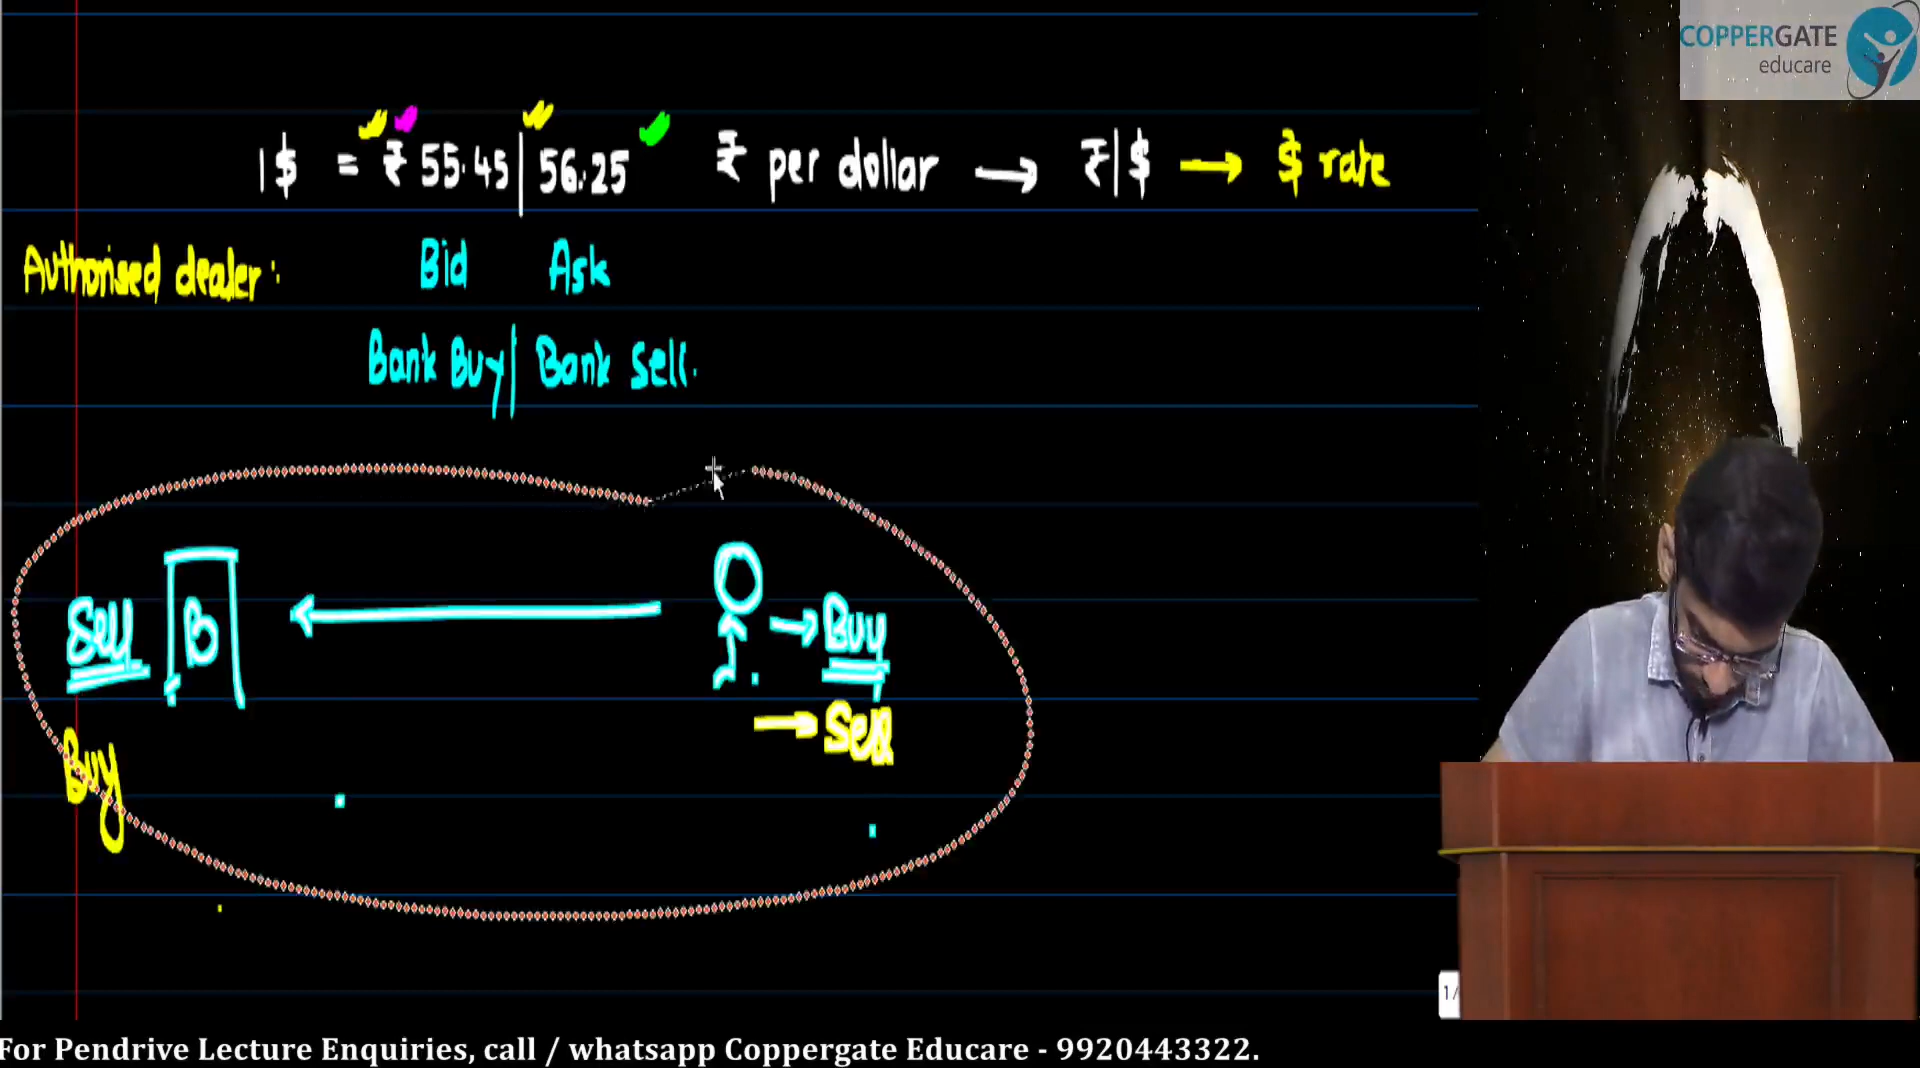 COPPERGATE
educare
1$ = ₹ 55.45 | 56.25 ₹ per dollar → ₹|$ → $ rate
Authorised dealer: Bid Ask
Bank Buy | Bank Sell.
Sell B → Buy
→ Sell
Buy
1/
For Pendrive Lecture Enquiries, call / whatsapp Coppergate Educare - 9920443322.